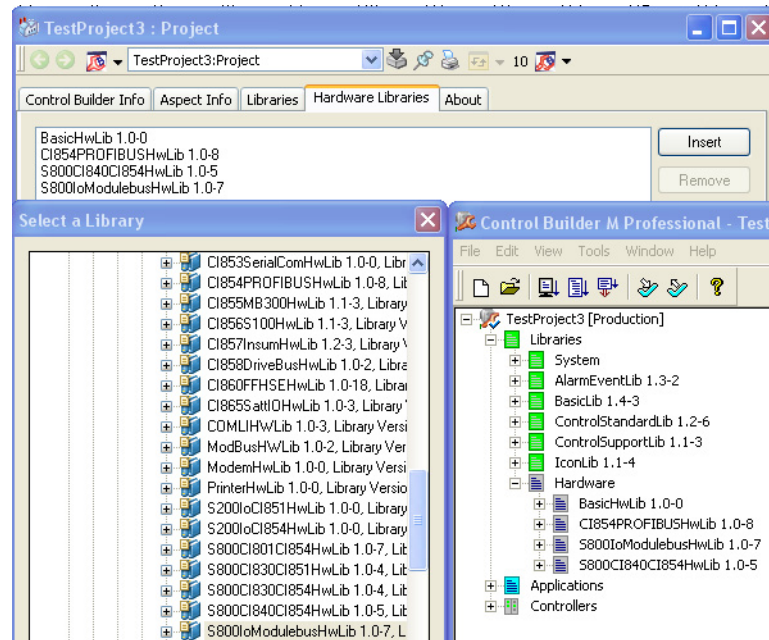 TestProject3 : Project
TestProject3:Project
10
Control Builder Info Aspect Info Libraries Hardware Libraries About
BasicHwLib 1.0-0
CI854PROFIBUSHwLib 1.0-8
S800CI840CI854HwLib 1.0-5
S800IoModulebusHwLib 1.0-7
Insert
Remove
Select a Library
CI853SerialComHwLib 1.0-0, Libr
CI854PROFIBUSHwLib 1.0-8, Lit
CI855MB300HwLib 1.1-3, Library
CI856S100HwLib 1.1-3, Library V
CI857InsumHwLib 1.2-3, Library \
CI858DriveBusHwLib 1.0-2, Libra
CI860FFHSEHwLib 1.0-18, Librar
CI865SattIOHwLib 1.0-3, Library '
COMLIHWLib 1.0-3, Library Versi
ModBusHWLib 1.0-2, Library Ver
ModemHwLib 1.0-0, Library Versi
PrinterHwLib 1.0-0, Library Versio
S200IoCI851HwLib 1.0-0, Library
S200IoCI854HwLib 1.0-0, Library
S800CI801CI854HwLib 1.0-7, Lit
S800CI830CI851HwLib 1.0-4, Lit
S800CI830CI854HwLib 1.0-4, Lit
S800CI840CI854HwLib 1.0-5, Lit
S800IoModulebusHwLib 1.0-7, L
Control Builder M Professional - Test
File Edit View Tools Window Help
TestProject3 [Production]
Libraries
System
AlarmEventLib 1.3-2
BasicLib 1.4-3
ControlStandardLib 1.2-6
ControlSupportLib 1.1-3
IconLib 1.1-4
Hardware
BasicHwLib 1.0-0
CI854PROFIBUSHwLib 1.0-8
S800IoModulebusHwLib 1.0-7
S800CI840CI854HwLib 1.0-5
Applications
Controllers